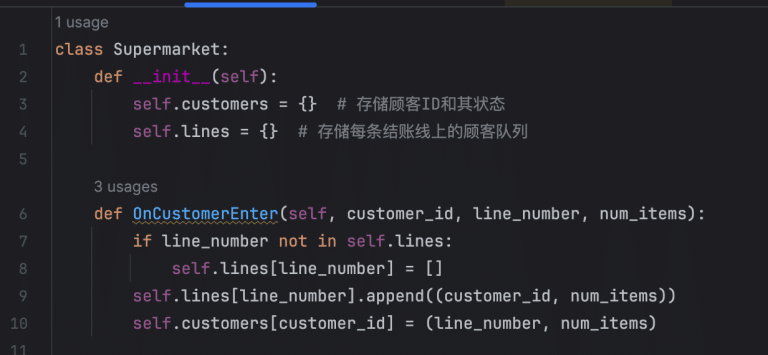 1 usage
1 class Supermarket:
2 def __init__(self):
3 self.customers = {} # 存储顾客ID和其状态
4 self.lines = {} # 存储每条结账线上的顾客队列
5
3 usages
6 def OnCustomerEnter(self, customer_id, line_number, num_items):
7 if line_number not in self.lines:
8 self.lines[line_number] = []
9 self.lines[line_number].append((customer_id, num_items))
10 self.customers[customer_id] = (line_number, num_items)
11